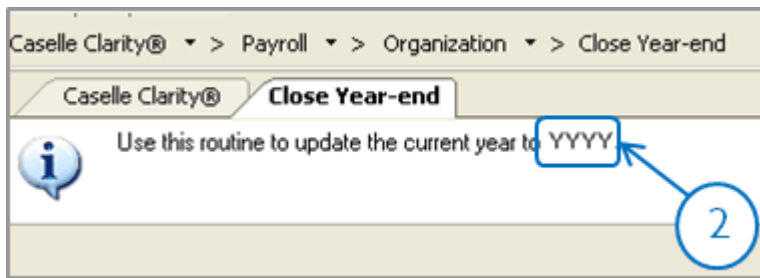 Caselle Clarity® > Payroll > Organization > Close Year-end
Caselle Clarity® Close Year-end
Use this routine to update the current year to YYYY.
2